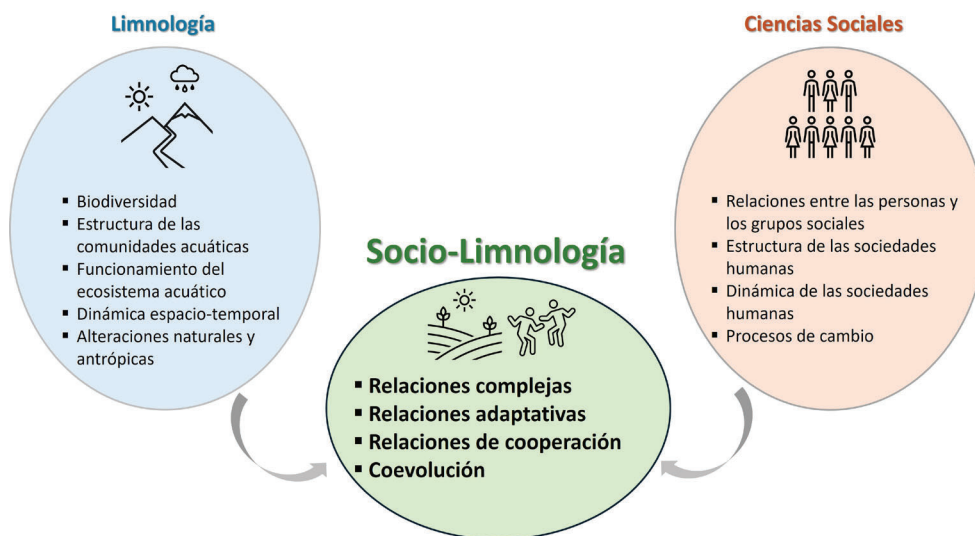 Limnología
▪ Biodiversidad
▪ Estructura de las
comunidades acuáticas
▪ Funcionamiento del
ecosistema acuático
▪ Dinámica espacio-temporal
▪ Alteraciones naturales y
antrópicas
Socio-Limnología
▪ Relaciones complejas
▪ Relaciones adaptativas
▪ Relaciones de cooperación
▪ Coevolución
Ciencias Sociales
▪ Relaciones entre las personas y
los grupos sociales
▪ Estructura de las sociedades
humanas
▪ Dinámica de las sociedades
humanas
▪ Procesos de cambio